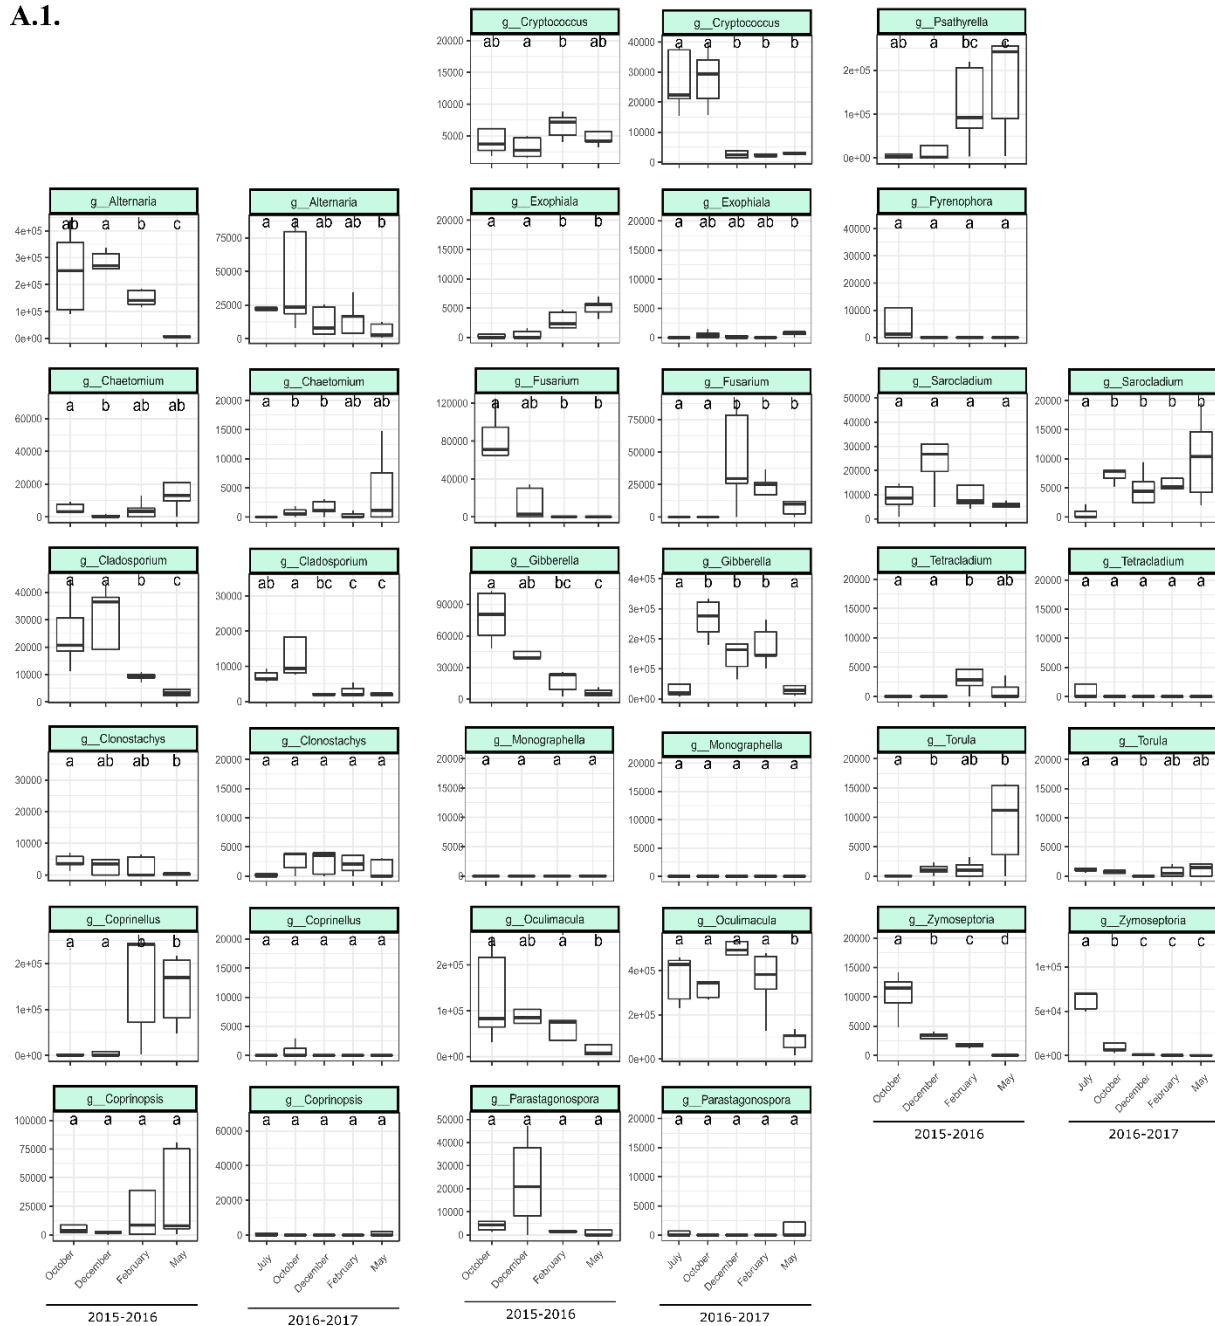 A.1.
g__Cryptococcus
ab a b ab
20000
15000
10000
5000
g__Cryptococcus
a a b b b
40000
30000
20000
10000
0
g__Psathyrella
ab a bc c
2e+05
1e+05
0e+00
g__Alternaria
ab a b c
4e+05
3e+05
2e+05
1e+05
0e+00
g__Alternaria
a a ab ab b
75000
50000
25000
0
g__Exophiala
a a b b
20000
15000
10000
5000
0
g__Exophiala
a ab ab ab b
20000
15000
10000
5000
0
g__Pyrenophora
a a a a
40000
30000
20000
10000
0
g__Chaetomium
a b ab ab
60000
40000
20000
0
g__Chaetomium
a b b ab ab
20000
15000
10000
5000
0
g__Fusarium
a ab b b
120000
80000
40000
0
g__Fusarium
a a b b b
75000
50000
25000
0
g__Sarocladium
a a a a
50000
40000
30000
20000
10000
0
g__Sarocladium
a b b b b
20000
15000
10000
5000
0
g__Cladosporium
a a b c
40000
30000
20000
10000
0
g__Cladosporium
ab a bc c c
30000
20000
10000
0
g__Gibberella
a ab bc c
90000
60000
30000
0
g__Gibberella
a b b b a
4e+05
3e+05
2e+05
1e+05
0e+00
g__Tetracladium
a a b ab
20000
15000
10000
5000
0
g__Tetracladium
a a a a a
20000
15000
10000
5000
0
g__Clonostachys
a ab ab b
30000
20000
10000
0
g__Clonostachys
a a a a a
20000
15000
10000
5000
0
g__Monographella
a a a a
20000
15000
10000
5000
0
g__Monographella
a a a a a
20000
15000
10000
5000
0
g__Torula
a b ab b
20000
15000
10000
5000
0
g__Torula
a a b ab ab
20000
15000
10000
5000
0
g__Coprinellus
a a b b
2e+05
1e+05
0e+00
g__Coprinellus
a a a a a
20000
15000
10000
5000
0
g__Oculimacula
a ab a b
2e+05
1e+05
0e+00
g__Oculimacula
a a a a b
4e+05
2e+05
0e+00
g__Zymoseptoria
a b c d
20000
15000
10000
5000
0
October December February May
2015-2016
g__Zymoseptoria
a b c c c
1e+05
5e+04
0e+00
July October December February May
2016-2017
g__Coprinopsis
a a a a
100000
75000
50000
25000
0
October December February May
2015-2016
g__Coprinopsis
a a a a a
60000
40000
20000
0
July October December February May
2016-2017
g__Parastagonospora
a a a a
50000
40000
30000
20000
10000
0
October December February May
2015-2016
g__Parastagonospora
a a a a a
20000
15000
10000
5000
0
July October December February May
2016-2017